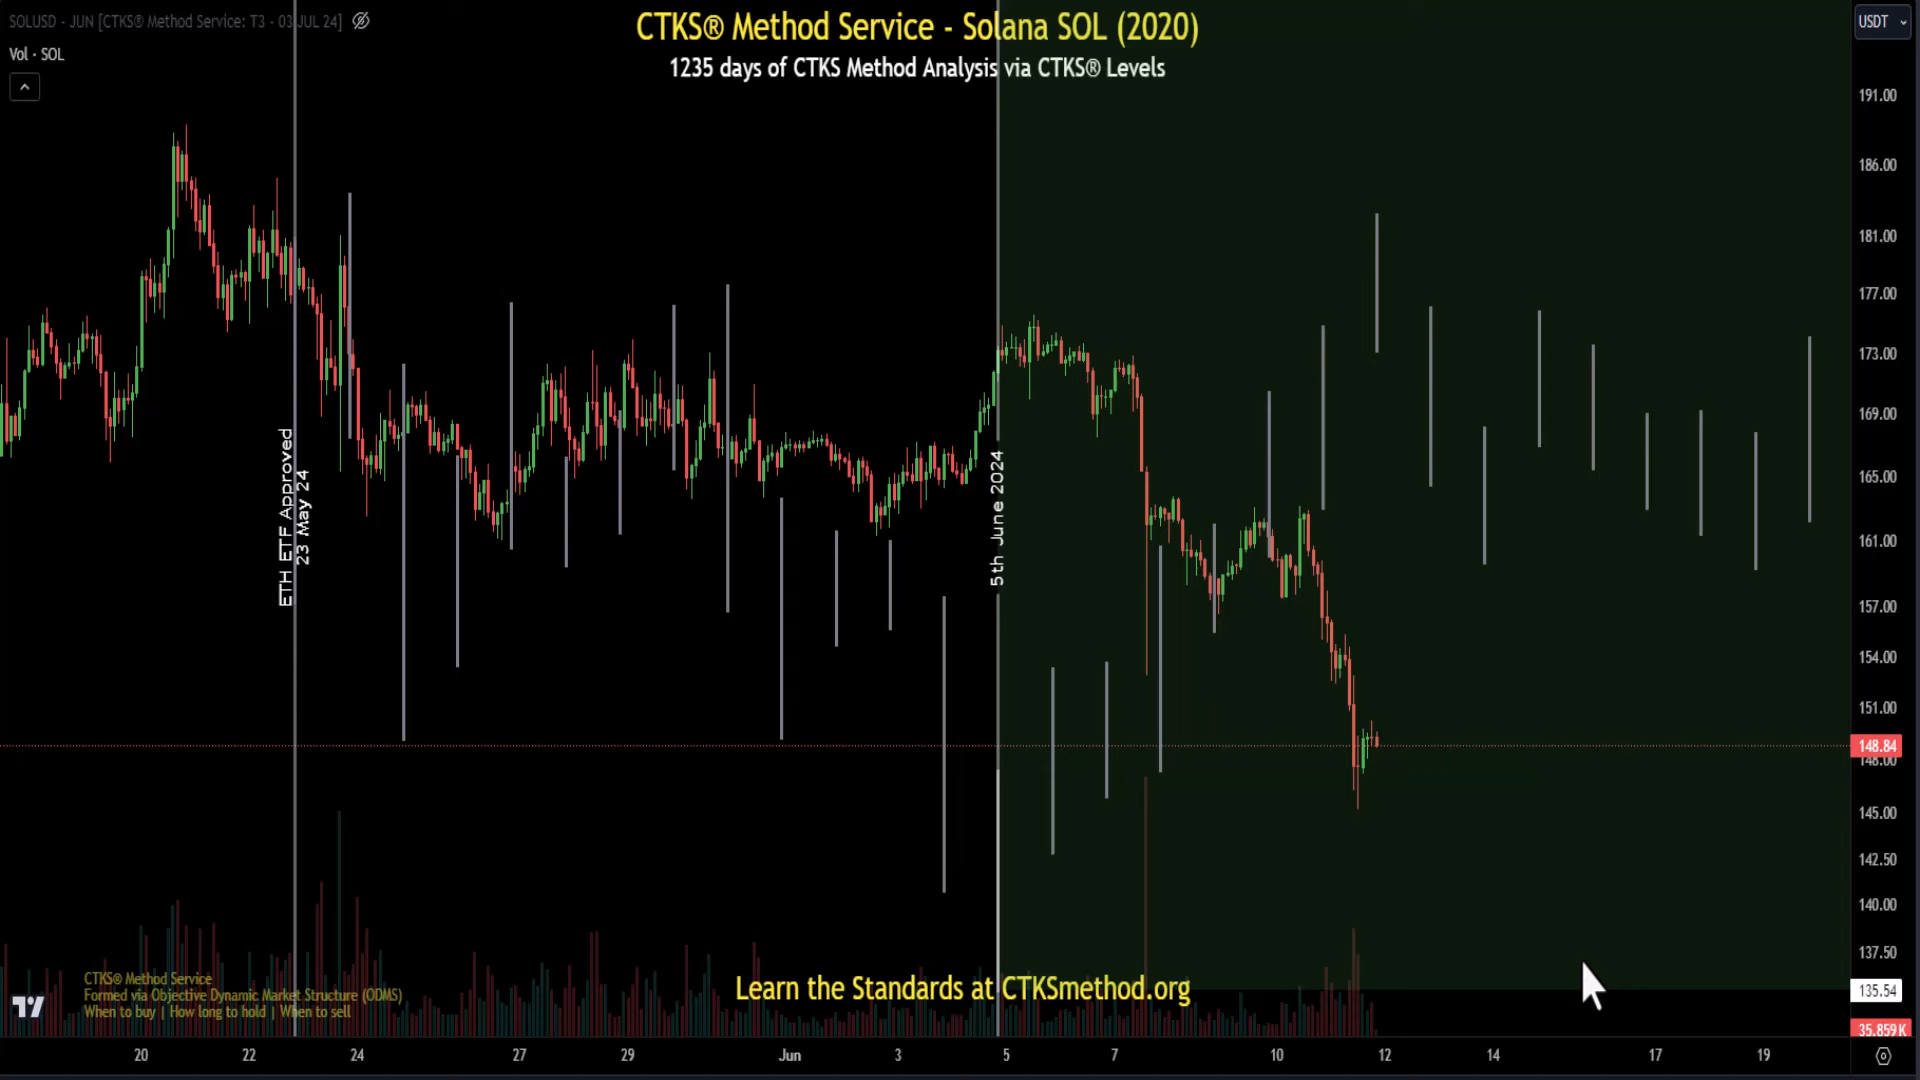 SOLUSD - JUN [CTKS® Method Service: T3 - 03 JUL 24]
CTKS® Method Service - Solana SOL (2020)
USDT
Vol · SOL
1235 days of CTKS Method Analysis via CTKS® Levels
191.00
186.00
181.00
177.00
173.00
169.00
165.00
161.00
157.00
154.00
151.00
148.84
148.00
145.00
142.50
140.00
137.50
135.54
35.859K
ETH ETF Approved
23 May 24
5th June 2024
CTKS® Method Service
Formed via Objective Dynamic Market Structure (ODMS)
When to buy | How long to hold | When to sell
Learn the Standards at CTKSmethod.org
20 22 24 27 29 Jun 3 5 7 10 12 14 17 19